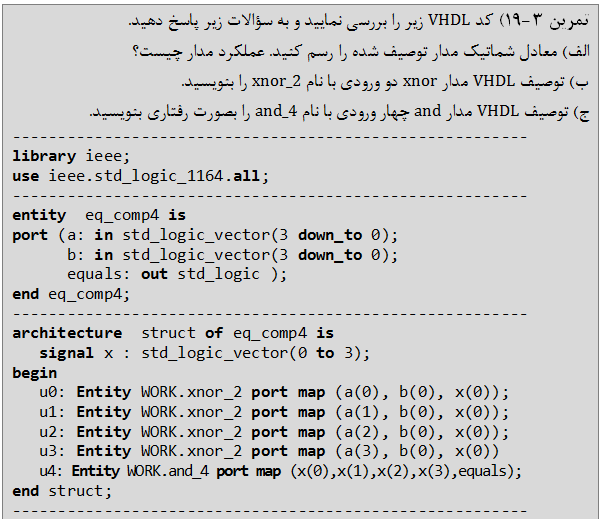 تمرین ۳-۱۹) کد VHDL زیر را بررسی نمایید و به سؤالات زیر پاسخ دهید.
الف) معادل شماتیک مدار توصیف شده را رسم کنید. عملکرد مدار چیست؟
ب) توصیف VHDL مدار xnor دو ورودی با نام xnor_2 را بنویسید.
ج) توصیف VHDL مدار and چهار ورودی با نام and_4 را بصورت رفتاری بنویسید.
------------------------------------------------------
library ieee;
use ieee.std_logic_1164.all;
------------------------------------------------------
entity  eq_comp4 is
port (a: in std_logic_vector(3 down_to 0);
      b: in std_logic_vector(3 down_to 0);
      equals: out std_logic );
end eq_comp4;
------------------------------------------------------
architecture  struct of eq_comp4 is
   signal x : std_logic_vector(0 to 3);
begin
   u0: Entity WORK.xnor_2 port map (a(0), b(0), x(0));
   u1: Entity WORK.xnor_2 port map (a(1), b(0), x(0));
   u2: Entity WORK.xnor_2 port map (a(2), b(0), x(0));
   u3: Entity WORK.xnor_2 port map (a(3), b(0), x(0))
   u4: Entity WORK.and_4 port map (x(0),x(1),x(2),x(3),equals);
end struct;
------------------------------------------------------